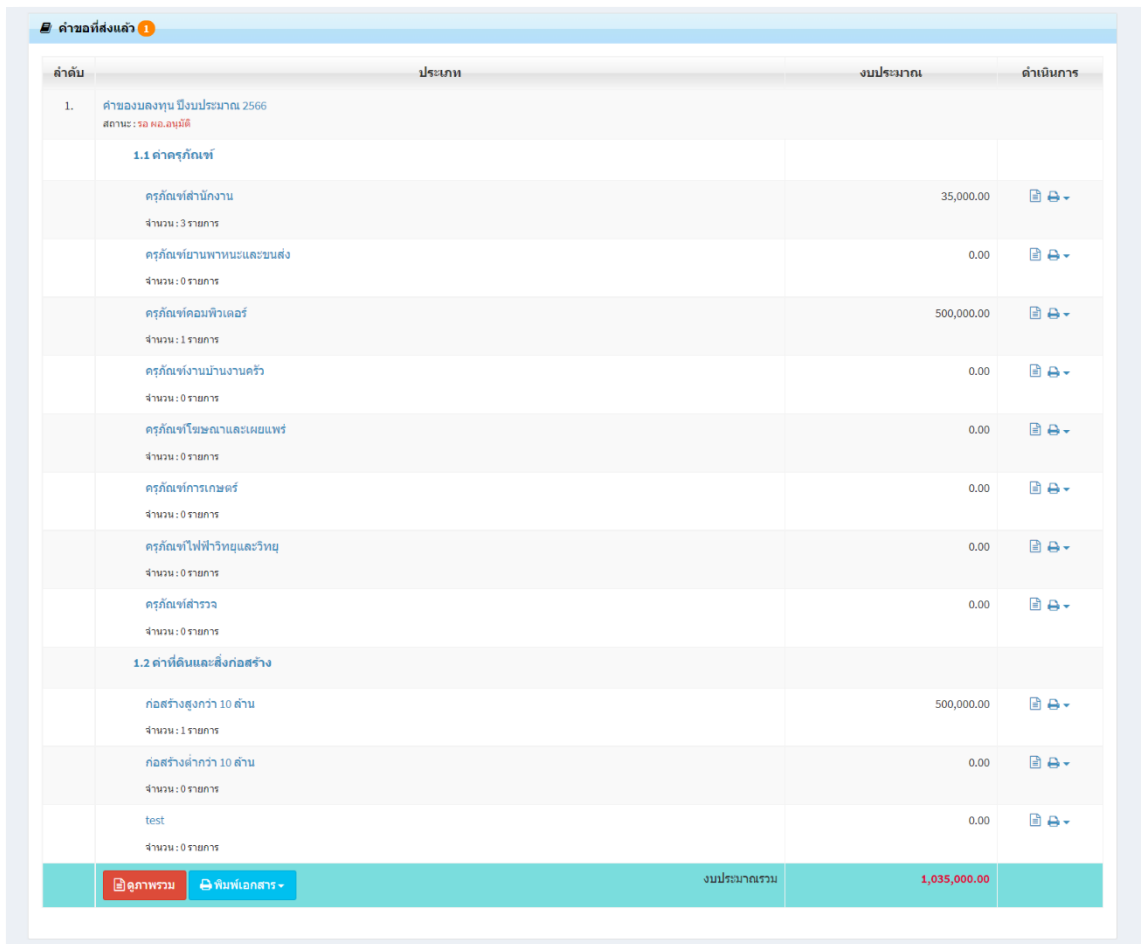 คำขอที่ส่งแล้ว 1
ลำดับ ประเภท งบประมาณ ดำเนินการ
1. คำของบลงทุน ปีงบประมาณ 2566
สถานะ : รอ ผอ.อนุมัติ
1.1 ค่าครุภัณฑ์
ครุภัณฑ์สำนักงาน 35,000.00
จำนวน : 3 รายการ
ครุภัณฑ์ยานพาหนะและขนส่ง 0.00
จำนวน : 0 รายการ
ครุภัณฑ์คอมพิวเตอร์ 500,000.00
จำนวน : 1 รายการ
ครุภัณฑ์งานบ้านงานครัว 0.00
จำนวน : 0 รายการ
ครุภัณฑ์โฆษณาและเผยแพร่ 0.00
จำนวน : 0 รายการ
ครุภัณฑ์การเกษตร์ 0.00
จำนวน : 0 รายการ
ครุภัณฑ์ไฟฟ้าวิทยุและวิทยุ 0.00
จำนวน : 0 รายการ
ครุภัณฑ์สำรวจ 0.00
จำนวน : 0 รายการ
1.2 ค่าที่ดินและสิ่งก่อสร้าง
ก่อสร้างสูงกว่า 10 ล้าน 500,000.00
จำนวน : 1 รายการ
ก่อสร้างต่ำกว่า 10 ล้าน 0.00
จำนวน : 0 รายการ
test 0.00
จำนวน : 0 รายการ
ดูภาพรวม พิมพ์เอกสาร งบประมาณรวม 1,035,000.00